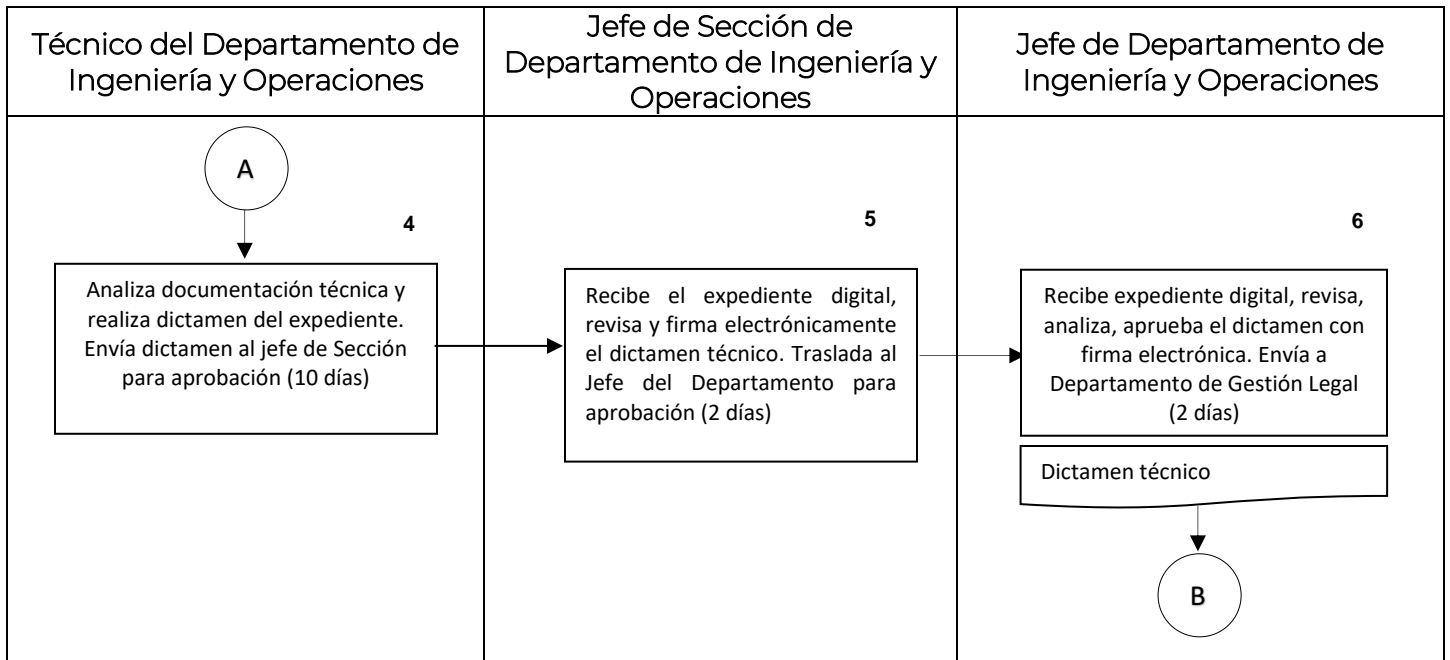 Técnico del Departamento de
Ingeniería y Operaciones
Jefe de Sección de
Departamento de Ingeniería y
Operaciones
Jefe de Departamento de
Ingeniería y Operaciones
A
4
Analiza documentación técnica y
realiza dictamen del expediente.
Envía dictamen al jefe de Sección
para aprobación (10 días)
5
Recibe el expediente digital,
revisa y firma electrónicamente
el dictamen técnico. Traslada al
Jefe del Departamento para
aprobación (2 días)
6
Recibe expediente digital, revisa,
analiza, aprueba el dictamen con
firma electrónica. Envía a
Departamento de Gestión Legal
(2 días)
Dictamen técnico
B